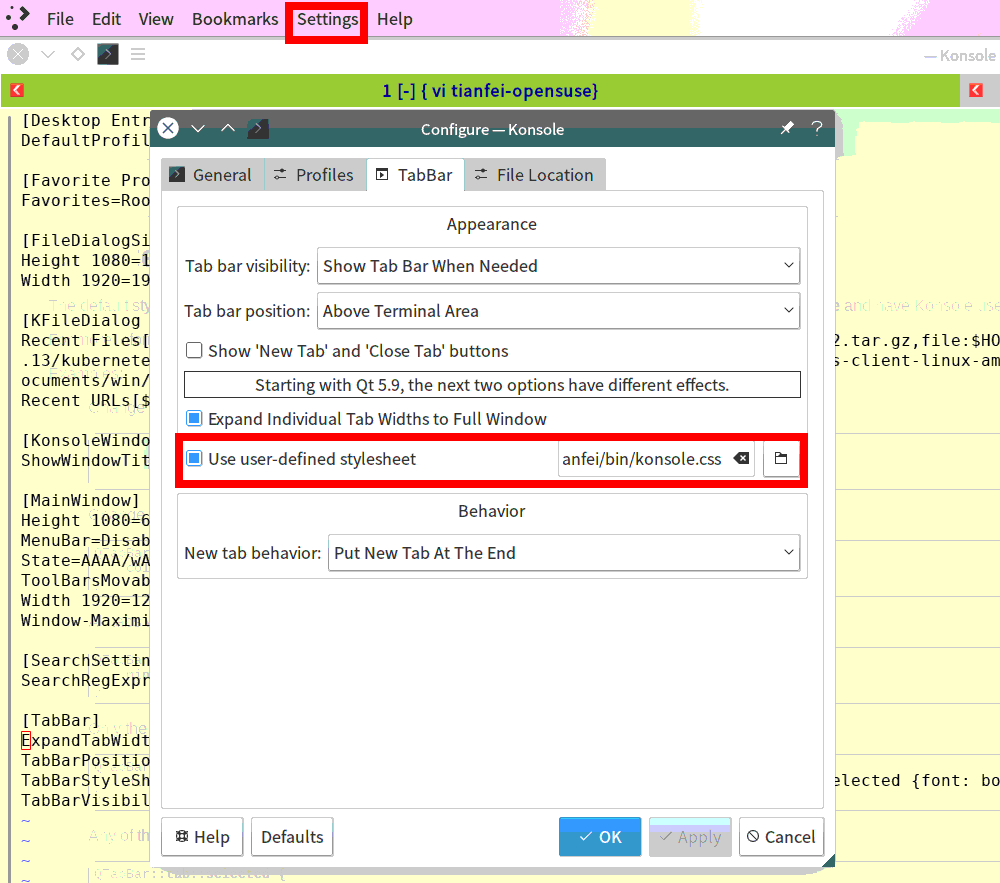 File Edit View Bookmarks Settings Help
— Konsole
1 [-] { vi tianfei-opensuse}
[Desktop Entr
DefaultProfil
[Favorite Pro
Favorites=Roo
[FileDialogSi
Height 1080=1
Width 1920=19
[KFileDialog
Recent Files[
2.tar.gz,file:$HO
.13/kubernete
s-client-linux-am
ocuments/win/
Recent URLs[$
[KonsoleWindo
ShowWindowTit
[MainWindow]
Height 1080=6
MenuBar=Disab
State=AAAA/wA
ToolBarsMovab
Width 1920=12
Window-Maximi
[SearchSettin
SearchRegExpr
[TabBar]
ExpandTabWidt
TabBarPositio
TabBarStyleSh
elected {font: bo
TabBarVisibil
~
~
~
~
Configure — Konsole
?
General Profiles TabBar File Location
Appearance
Tab bar visibility: Show Tab Bar When Needed
Tab bar position: Above Terminal Area
Show 'New Tab' and 'Close Tab' buttons
Starting with Qt 5.9, the next two options have different effects.
Expand Individual Tab Widths to Full Window
Use user-defined stylesheet anfei/bin/konsole.css
Behavior
New tab behavior: Put New Tab At The End
Help Defaults OK Apply Cancel